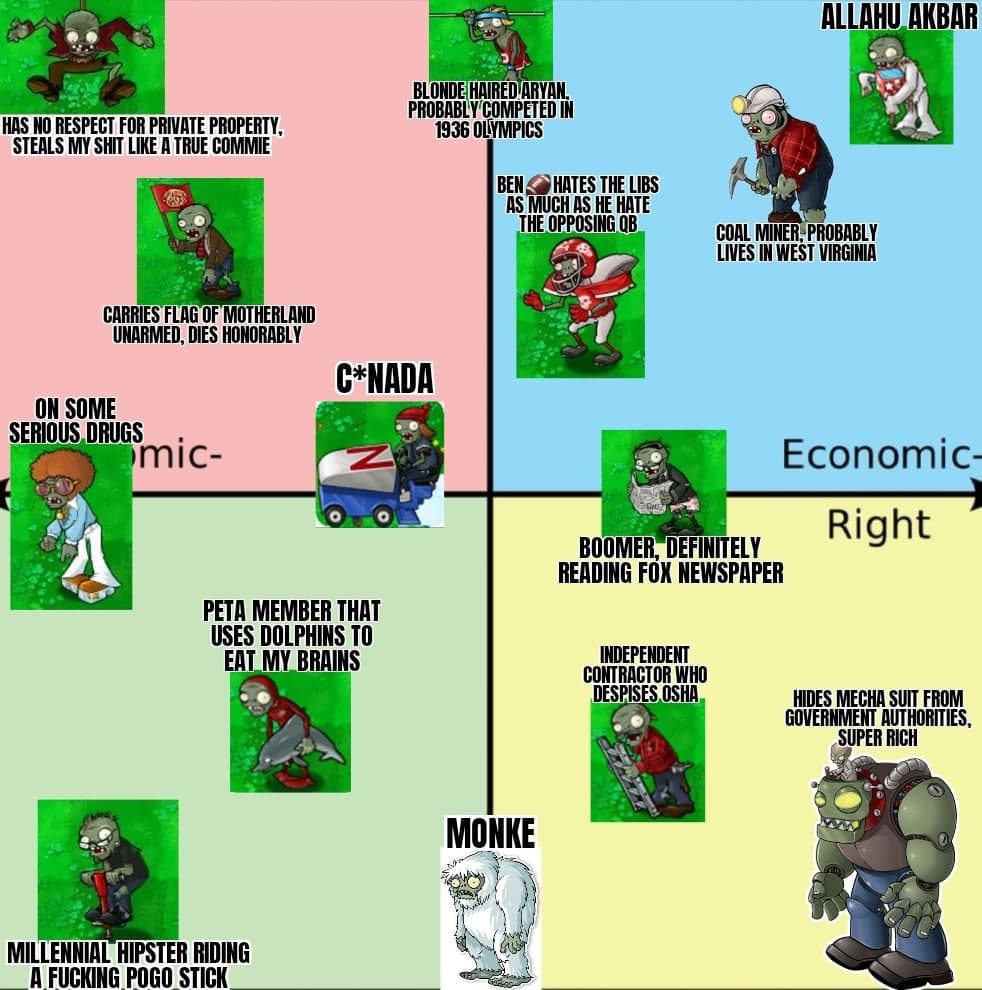 ALLAHU AKBAR
BLONDE HAIRED ARYAN,
PROBABLY COMPETED IN
1936 OLYMPICS
HAS NO RESPECT FOR PRIVATE PROPERTY,
STEALS MY SHIT LIKE A TRUE COMMIE
BEN 🏈 HATES THE LIBS
AS MUCH AS HE HATE
THE OPPOSING QB
COAL MINER, PROBABLY
LIVES IN WEST VIRGINIA
CARRIES FLAG OF MOTHERLAND
UNARMED, DIES HONORABLY
C*NADA
ON SOME
SERIOUS DRUGS
omic-
Z
Economic-
Right
BOOMER, DEFINITELY
READING FOX NEWSPAPER
PETA MEMBER THAT
USES DOLPHINS TO
EAT MY BRAINS
INDEPENDENT
CONTRACTOR WHO
DESPISES OSHA
HIDES MECHA SUIT FROM
GOVERNMENT AUTHORITIES,
SUPER RICH
MONKE
MILLENNIAL HIPSTER RIDING
A FUCKING POGO STICK